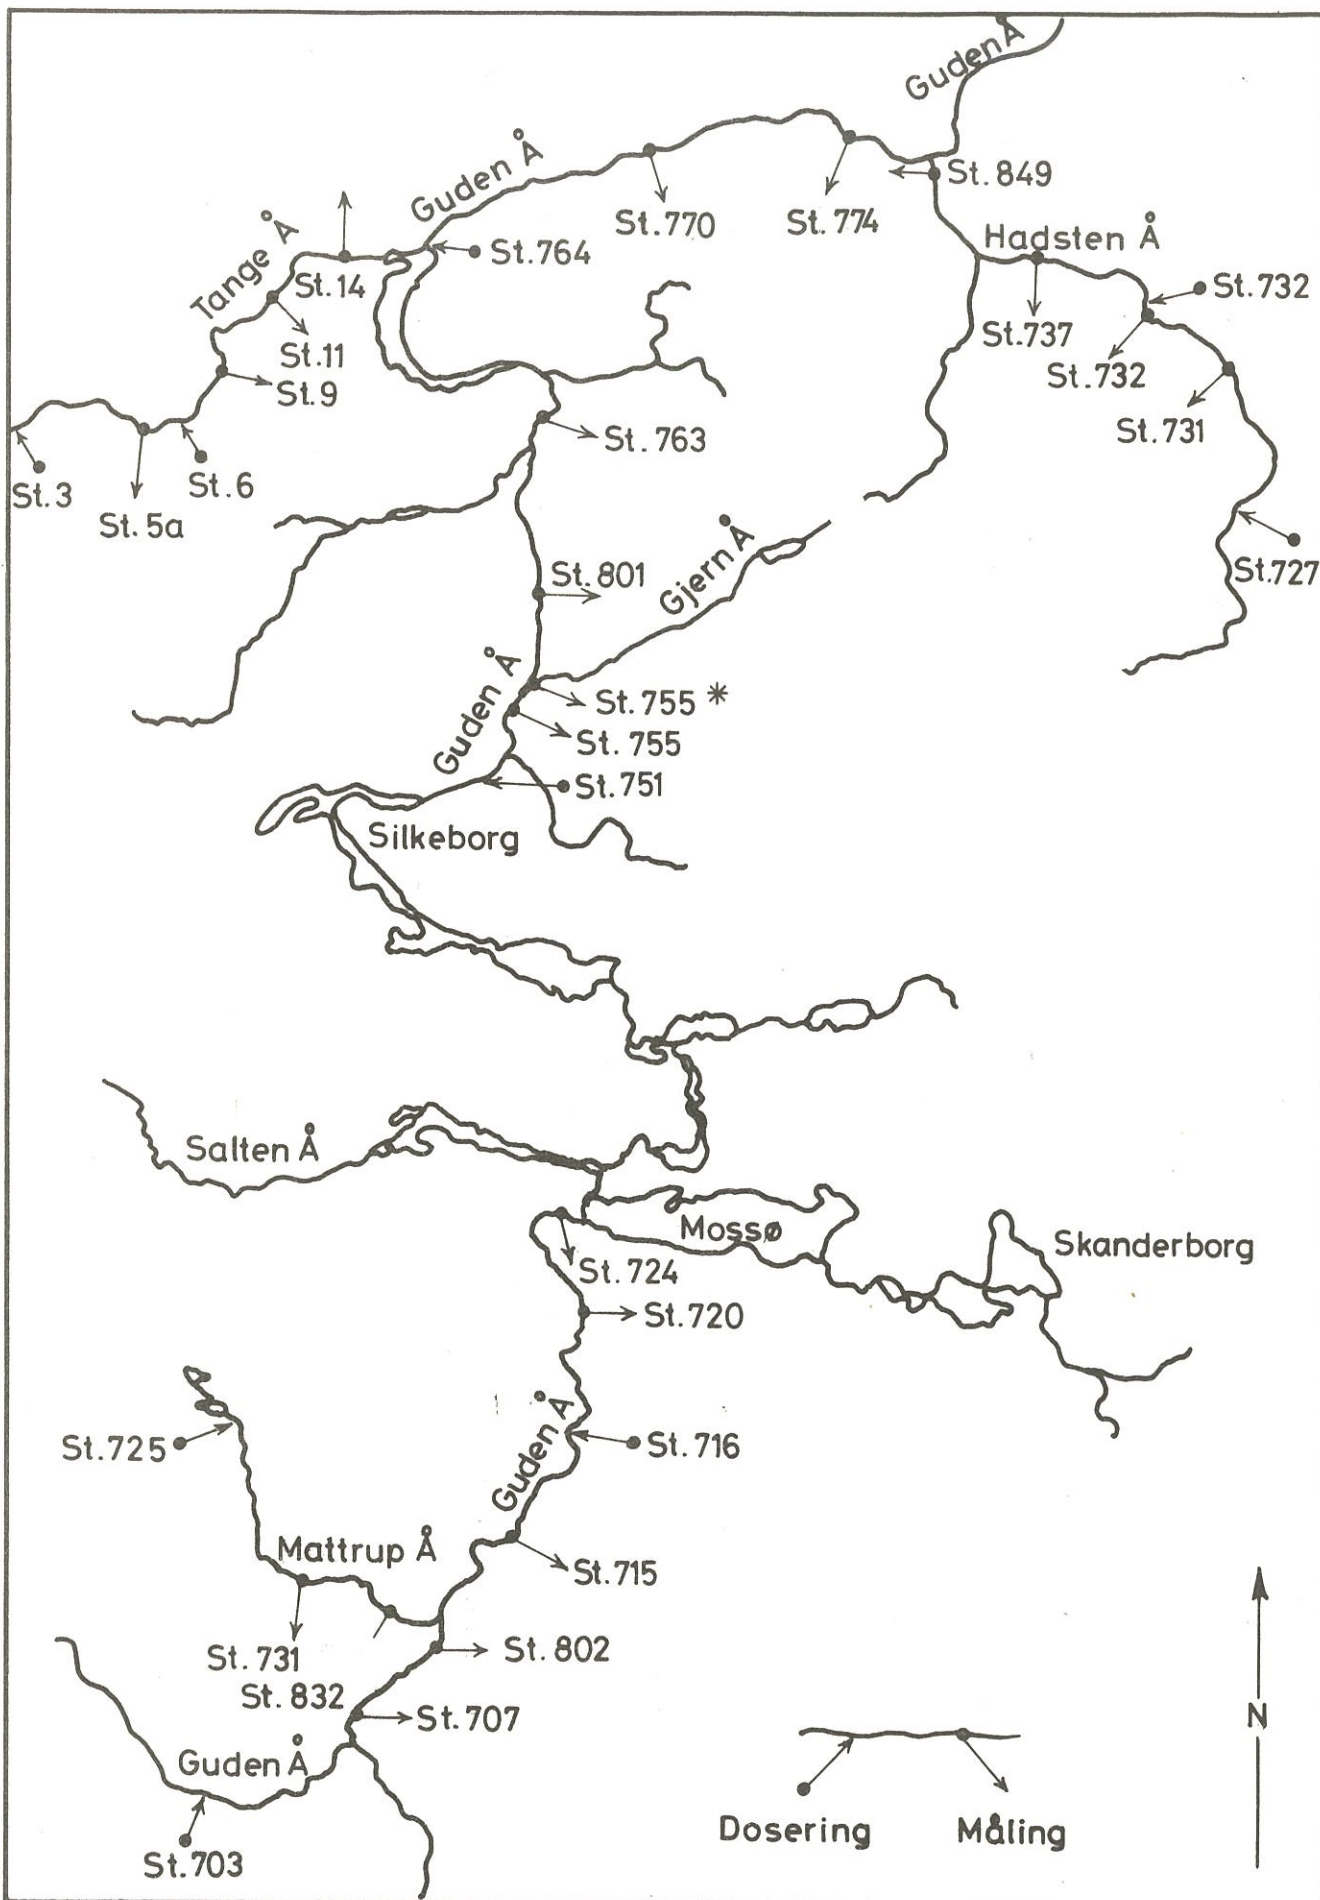 Guden Å
Guden Å
St. 849
St. 770
St. 774
Hadsten Å
Tange Å
St. 764
St. 14
St. 732
St. 11
St. 737
St. 9
St. 732
St. 731
St. 763
St. 3
St. 6
St. 5a
Gjern Å
St. 801
St. 727
Guden Å
St. 755 *
St. 755
St. 751
Silkeborg
Salten Å
Mossø
Skanderborg
St. 724
St. 720
Guden Å
St. 725
St. 716
Mattrup Å
St. 715
St. 731
St. 802
St. 832
St. 707
N
Guden Å
Dosering
Måling
St. 703